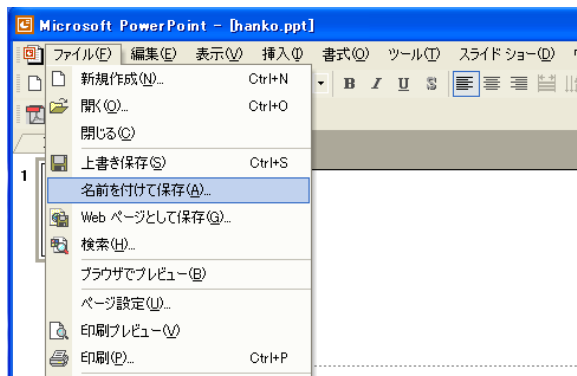 Microsoft PowerPoint - [hanko.ppt]
ファイル(F) 編集(E) 表示(V) 挿入(I) 書式(O) ツール(T) スライド ショー(D)
新規作成(N)... Ctrl+N
B I U S
開く(O)... Ctrl+O
閉じる(C)
上書き保存(S) Ctrl+S
1
名前を付けて保存(A)...
Web ページとして保存(G)...
検索(H)...
ブラウザでプレビュー(B)
ページ設定(U)...
印刷プレビュー(V)
印刷(P)... Ctrl+P